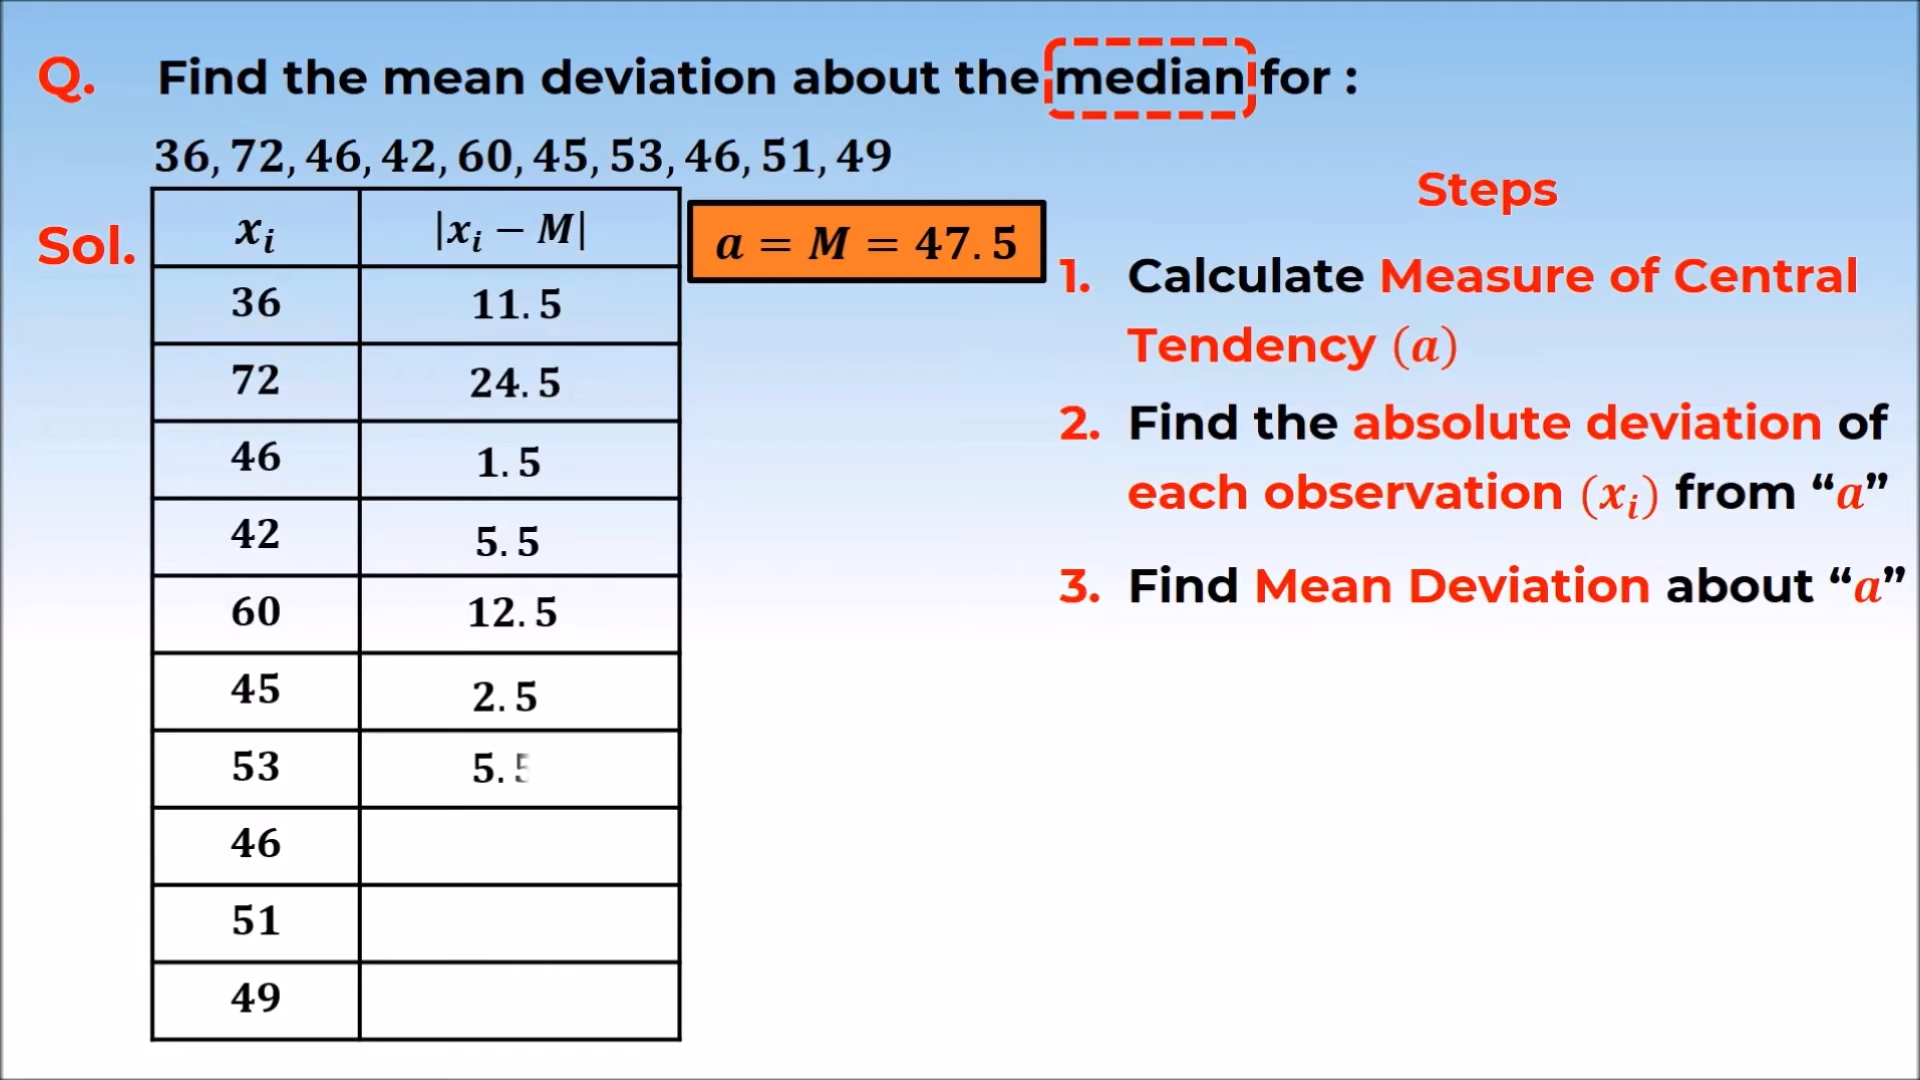 Q. Find the mean deviation about the median for :
36, 72, 46, 42, 60, 45, 53, 46, 51, 49
Sol.
xᵢ |xᵢ − M|
36 11.5
72 24.5
46 1.5
42 5.5
60 12.5
45 2.5
53 5.5
46
51
49
a = M = 47.5
Steps
1. Calculate Measure of Central
Tendency (a)
2. Find the absolute deviation of
each observation (xᵢ) from “a”
3. Find Mean Deviation about “a”